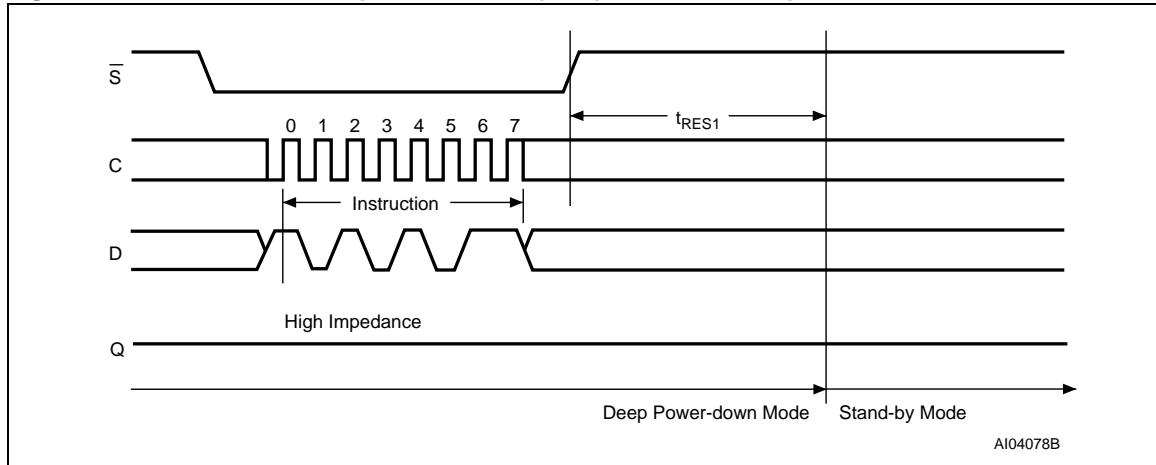 S
0 1 2 3 4 5 6 7
tRES1
C
Instruction
D
High Impedance
Q
Deep Power-down Mode
Stand-by Mode
AI04078B